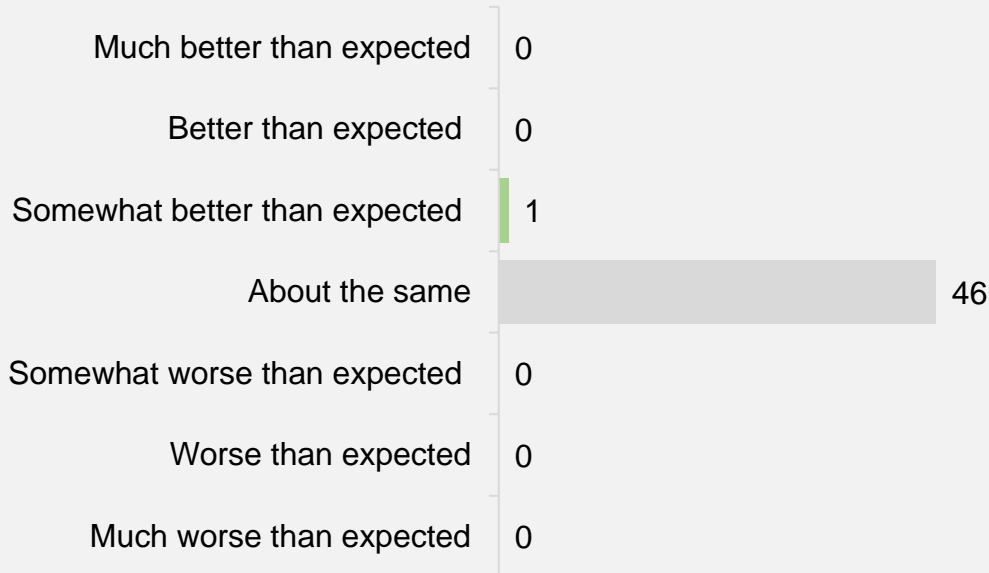 Much better than expected 0
Better than expected 0
Somewhat better than expected 1
About the same 46
Somewhat worse than expected 0
Worse than expected 0
Much worse than expected 0